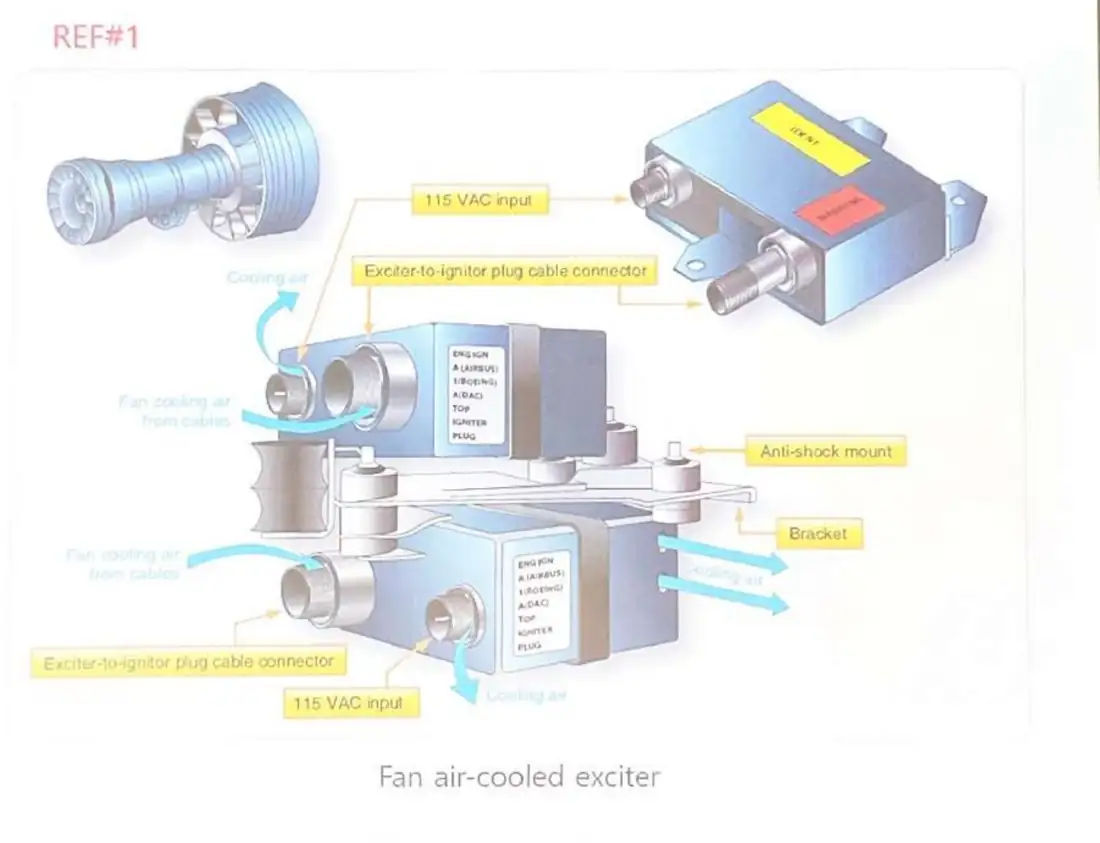 REF#1
IDENT
115 VAC input
Exciter-to-ignitor plug cable connector
Cooling air
ENG IGN
A (AIRBUS)
1(BOEING)
A(DAC)
TOP
IGNITER
PLUG
Fan cooling air
from cables
Anti-shock mount
Bracket
Fan cooling air
from cables
ENG IGN
A (AIRBUS)
1(BOEING)
A(DAC)
TOP
IGNITER
PLUG
Cooling air
Exciter-to-ignitor plug cable connector
115 VAC input
Cooling air
Fan air-cooled exciter